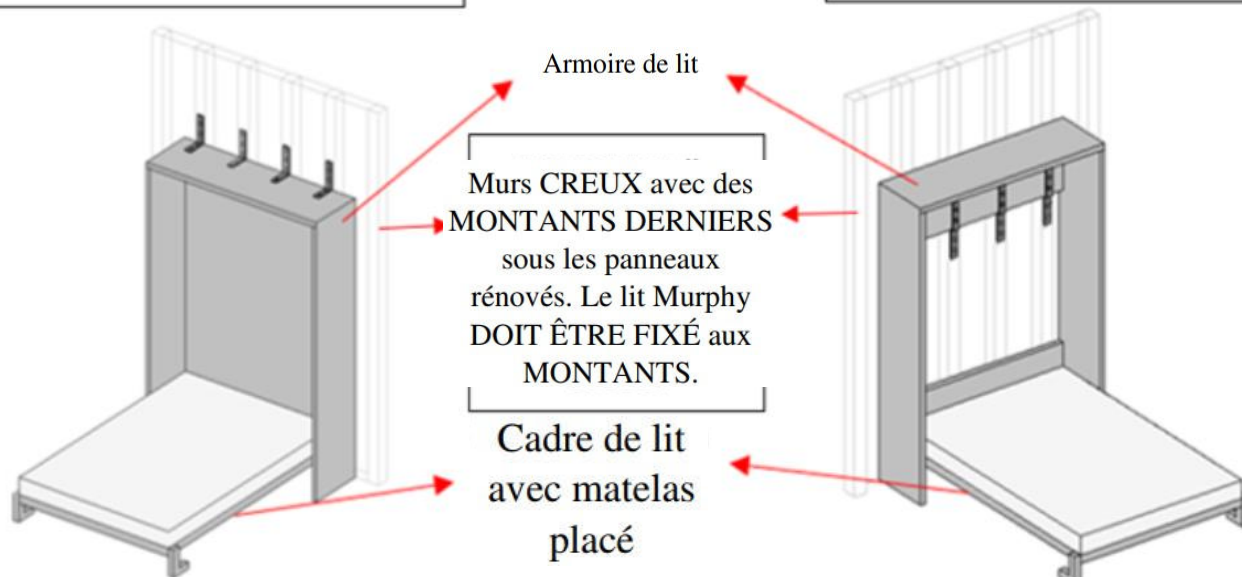 Armoire de lit
Murs CREUX avec des
MONTANTS DERNIERS
sous les panneaux
rénovés. Le lit Murphy
DOIT ÊTRE FIXÉ aux
MONTANTS.
Cadre de lit
avec matelas
placé